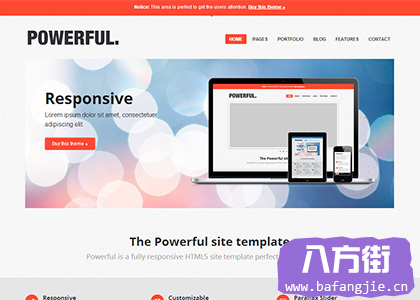 Notice: This area is perfect to get the users attention. Buy this theme
POWERFUL.
HOME PAGES PORTFOLIO BLOG FEATURES CONTACT
Responsive
Lorem ipsum dolor sit amet, consectetuer
adipiscing elit.
Buy this theme
POWERFUL.
The Powerful site
The Powerful site template
Powerful is a fully responsive HTML5 site template perfect
Responsive
Customizable
Parallax Slider
八方街
www.bafangjie.cn